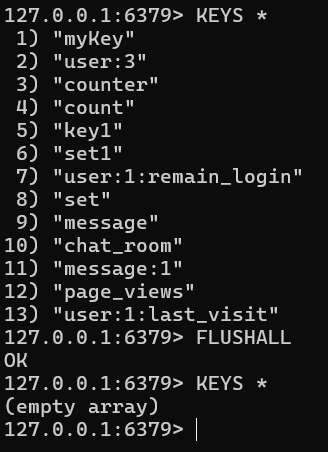 127.0.0.1:6379> KEYS *
 1) "myKey"
 2) "user:3"
 3) "counter"
 4) "count"
 5) "key1"
 6) "set1"
 7) "user:1:remain_login"
 8) "set"
 9) "message"
10) "chat_room"
11) "message:1"
12) "page_views"
13) "user:1:last_visit"
127.0.0.1:6379> FLUSHALL
OK
127.0.0.1:6379> KEYS *
(empty array)
127.0.0.1:6379>